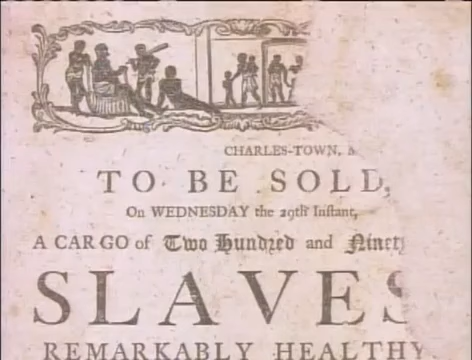 CHARLES-TOWN,
TO BE SOLD,
On WEDNESDAY the 29th Inſtant,
A CARGO of Two Hundred and Ninety
SLAVES
REMARKABLY HEALTHY